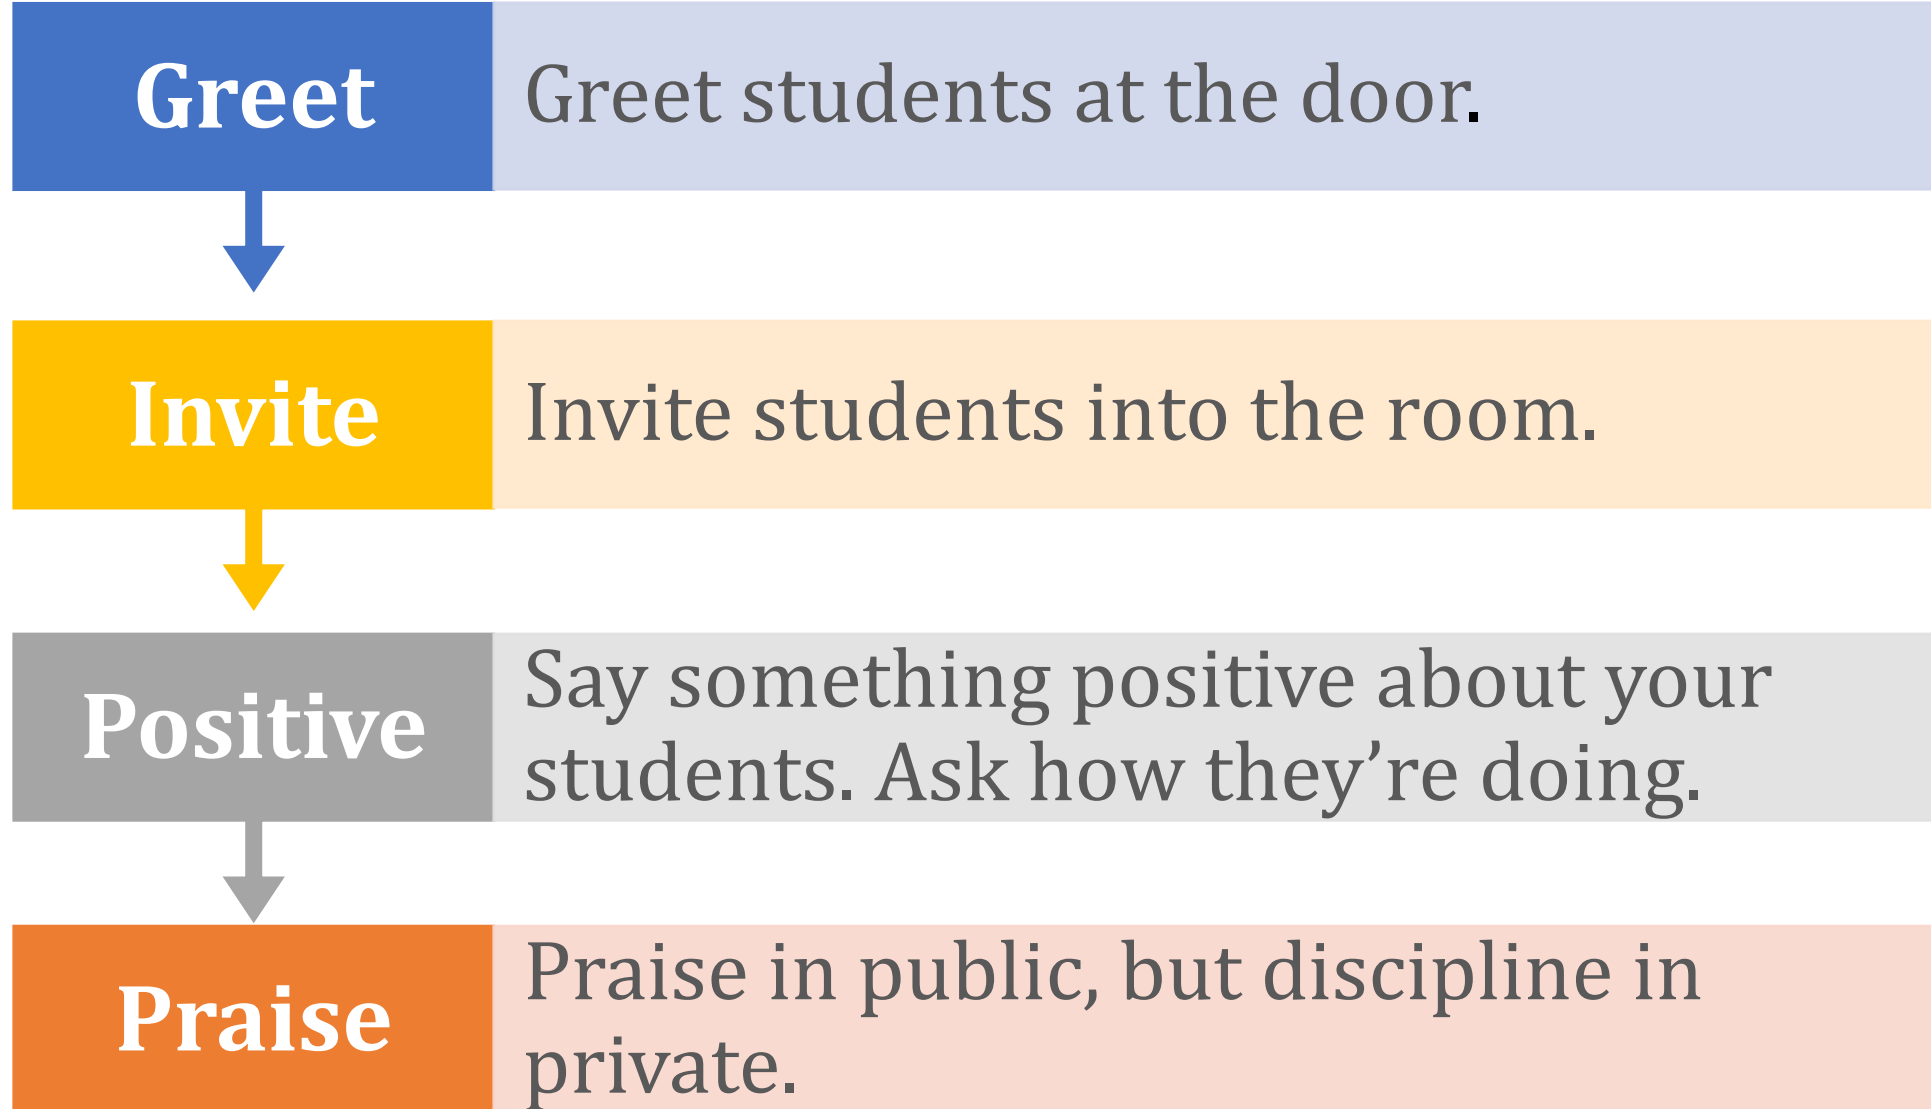 Greet
Greet students at the door.
Invite
Invite students into the room.
Positive
Say something positive about your
students. Ask how they’re doing.
Praise
Praise in public, but discipline in
private.